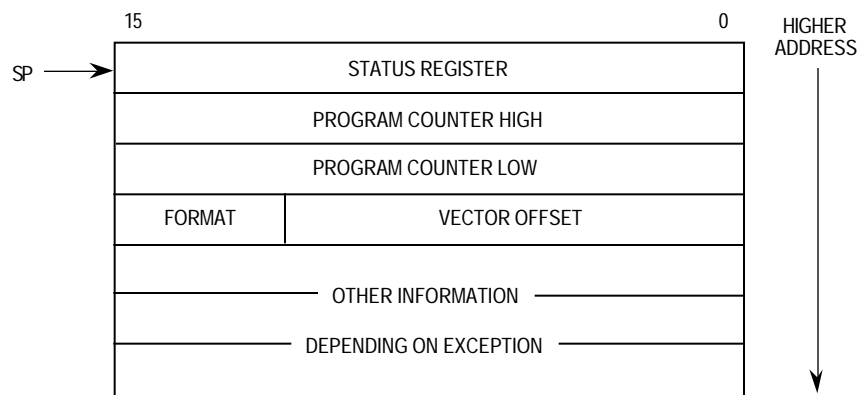 15
0
HIGHER
ADDRESS
SP
STATUS REGISTER
PROGRAM COUNTER HIGH
PROGRAM COUNTER LOW
FORMAT
VECTOR OFFSET
OTHER INFORMATION
DEPENDING ON EXCEPTION